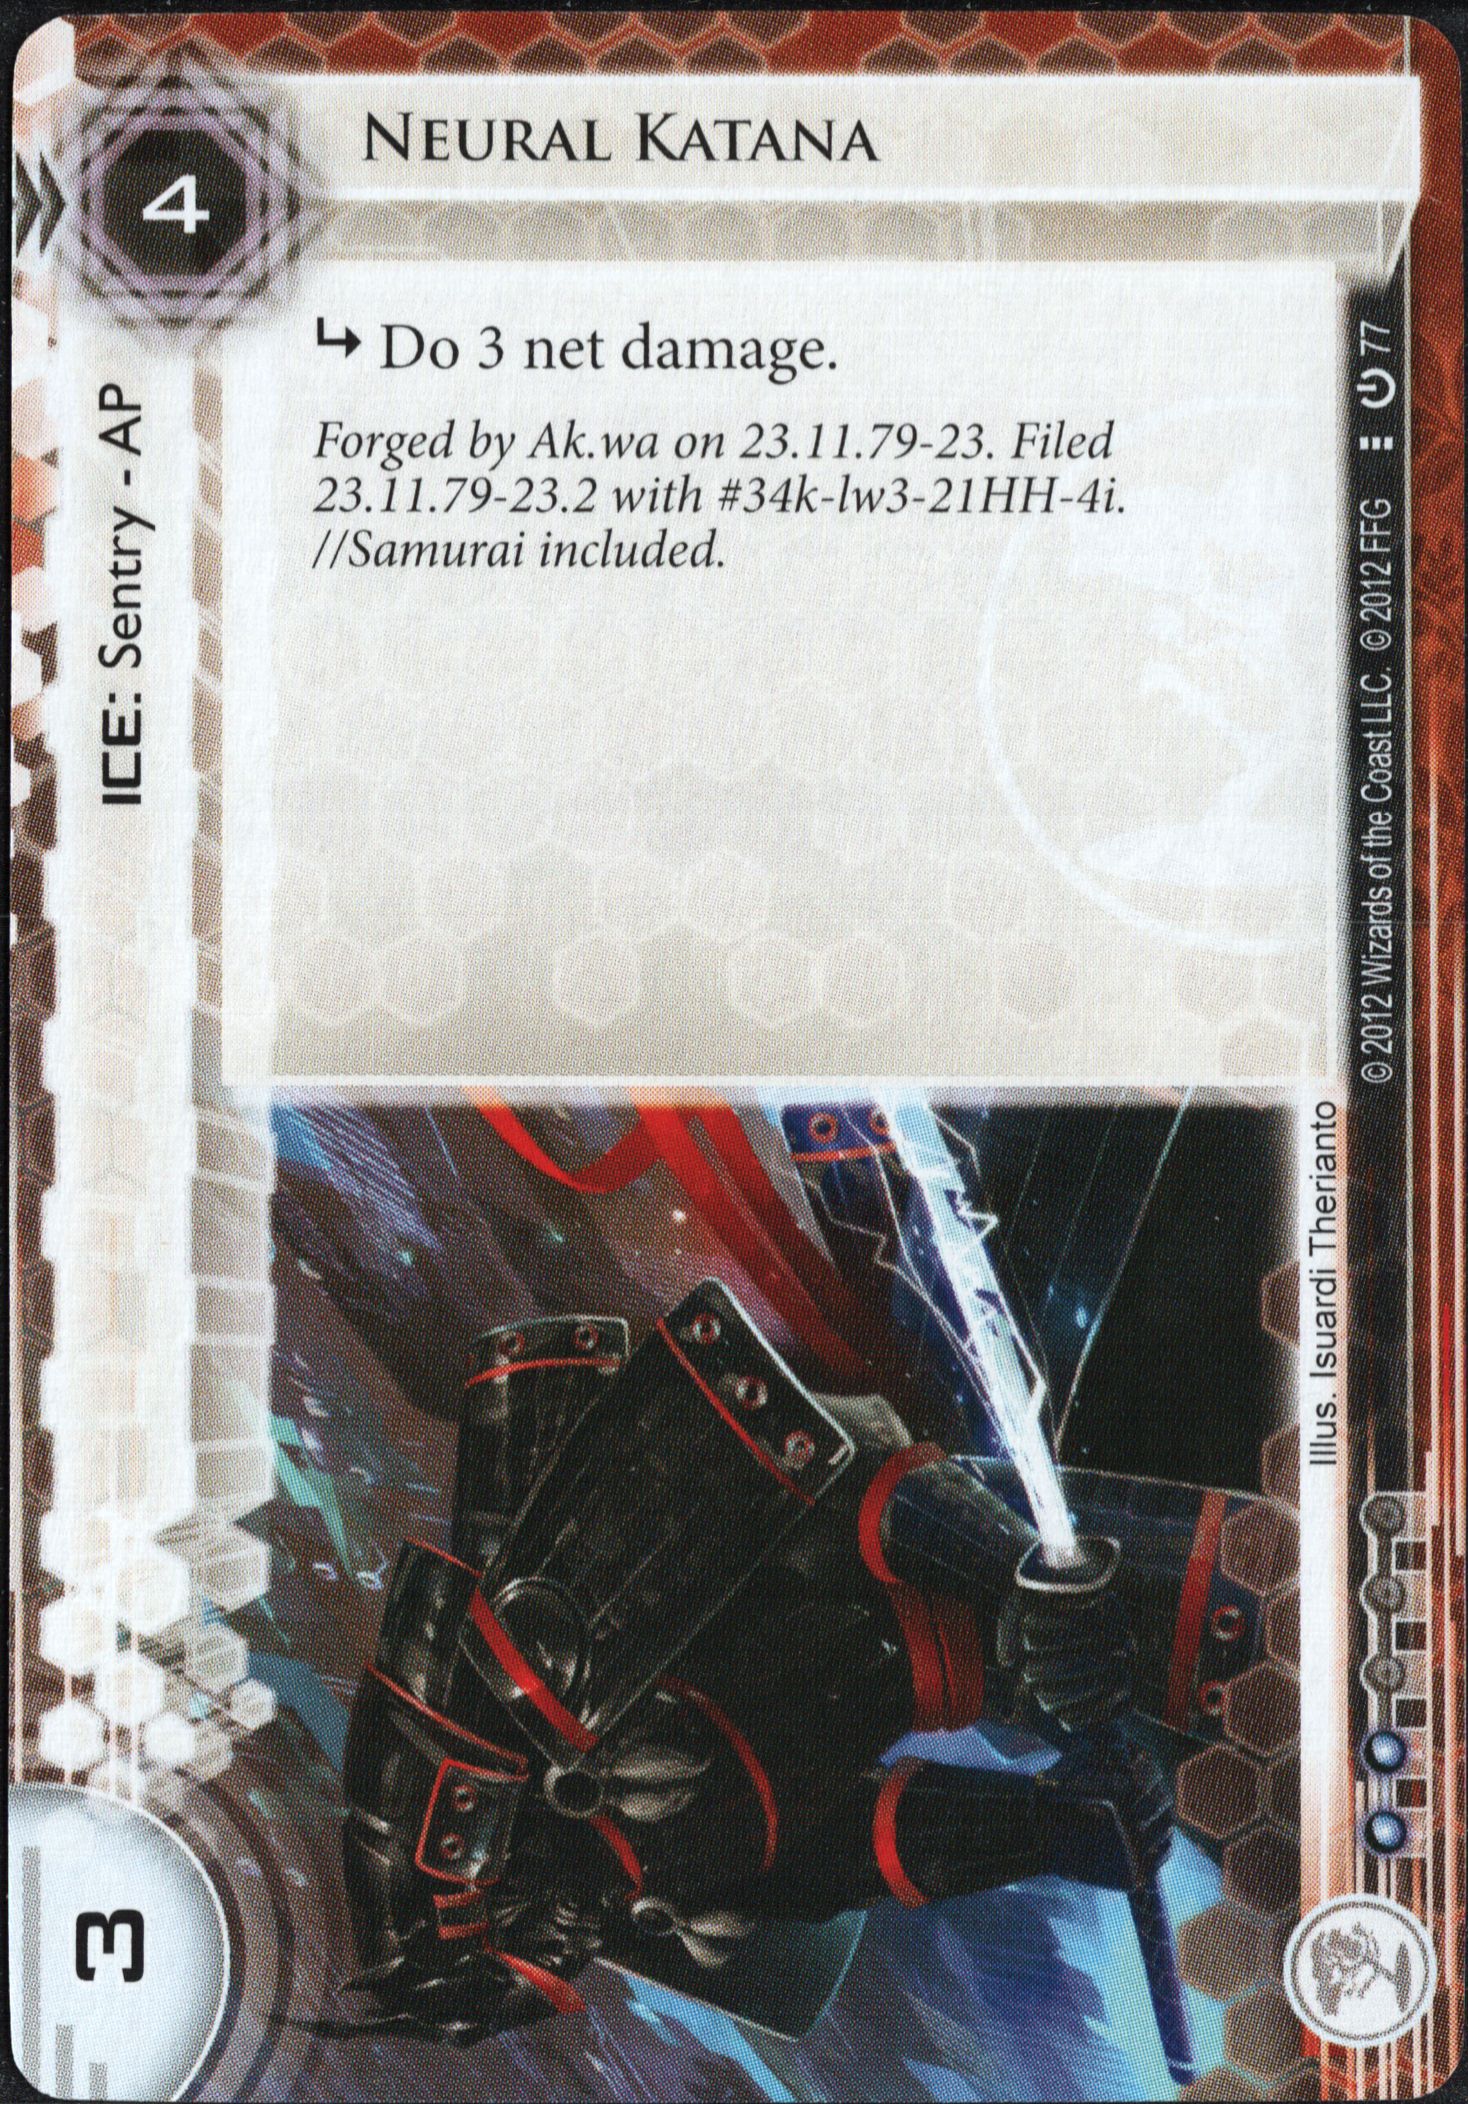 NEURAL KATANA
4
↳ Do 3 net damage.
Forged by Ak.wa on 23.11.79-23. Filed
23.11.79-23.2 with #34k-lw3-21HH-4i.
//Samurai included.
ICE: Sentry - AP
3
Illus. Isuardi Therianto
© 2012 Wizards of the Coast LLC. © 2012 FFG
77